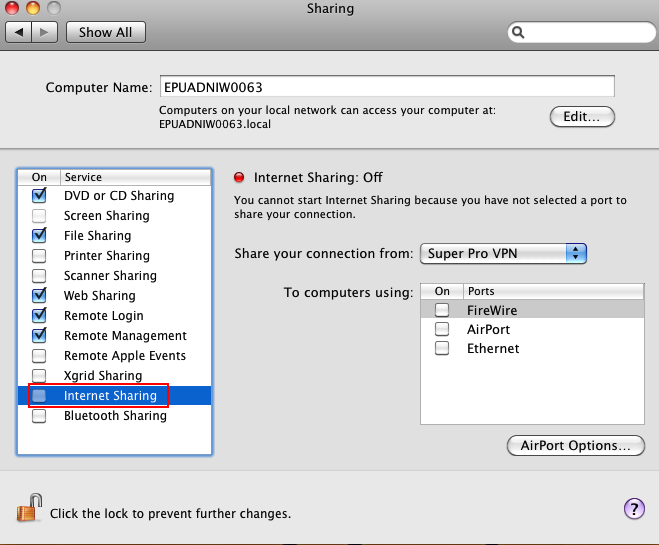 Sharing
Show All
Computer Name: EPUADNIW0063
Computers on your local network can access your computer at:
EPUADNIW0063.local
Edit...
On Service
DVD or CD Sharing
Screen Sharing
File Sharing
Printer Sharing
Scanner Sharing
Web Sharing
Remote Login
Remote Management
Remote Apple Events
Xgrid Sharing
Internet Sharing
Bluetooth Sharing
Internet Sharing: Off
You cannot start Internet Sharing because you have not selected a port to
share your connection.
Share your connection from: Super Pro VPN
To computers using:
On Ports
FireWire
AirPort
Ethernet
AirPort Options...
Click the lock to prevent further changes.
?